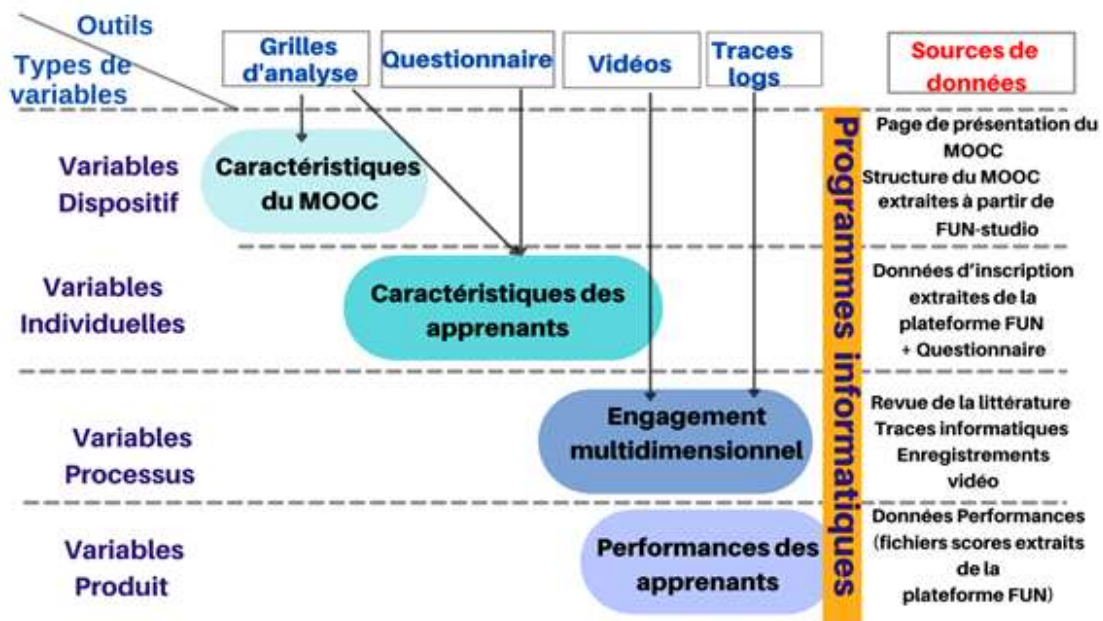 Outils
Types de
variables
Grilles
d'analyse
Questionnaire
Vidéos
Traces
logs
Sources de
données
Variables
Dispositif
Caractéristiques
du MOOC
Page de présentation du
MOOC
Structure du MOOC
extraites à partir de
FUN-studio
Variables
Individuelles
Caractéristiques des
apprenants
Données d'inscription
extraites de la
plateforme FUN
+ Questionnaire
Variables
Processus
Engagement
multidimensionnel
Revue de la littérature
Traces informatiques
Enregistrements
vidéo
Variables
Produit
Performances des
apprenants
Données Performances
(fichiers scores extraits
de la
plateforme FUN)
Programmes informatiques